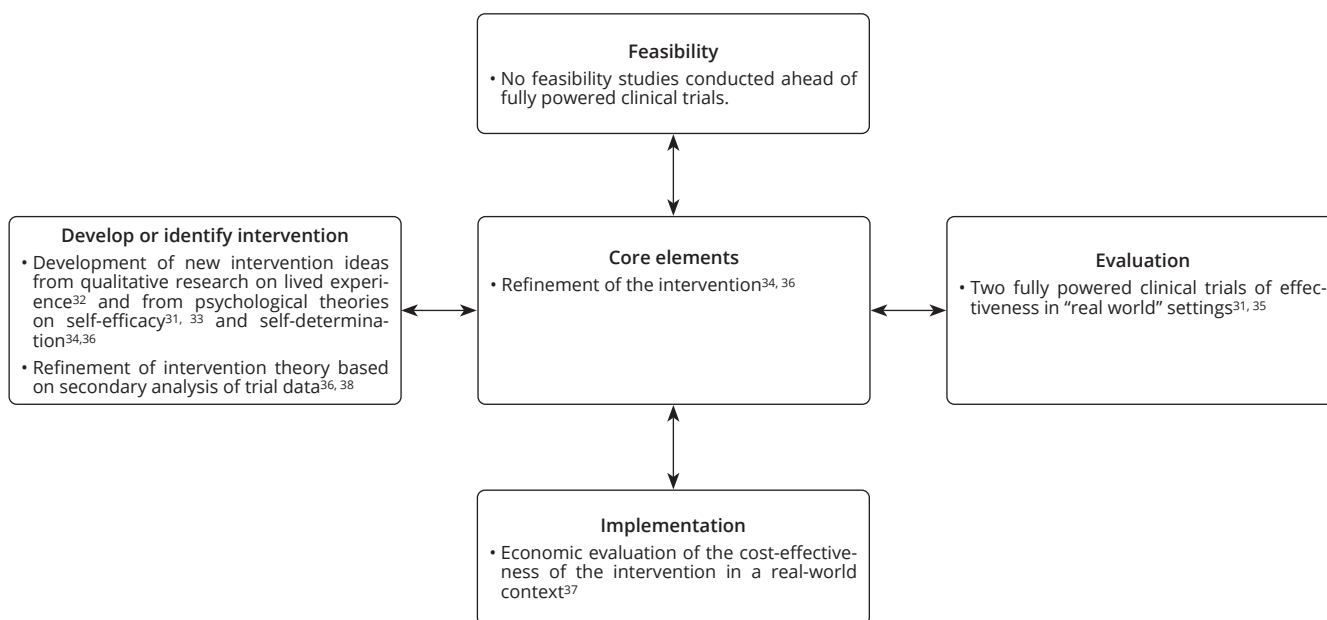 Feasibility
• No feasibility studies conducted ahead of
fully powered clinical trials.
Develop or identify intervention
• Development of new intervention ideas
from qualitative research on lived experi-
ence32 and from psychological theories
on self-efficacy31, 33 and self-determina-
tion34,36
• Refinement of intervention theory based
on secondary analysis of trial data36, 38
Core elements
• Refinement of the intervention34, 36
Evaluation
• Two fully powered clinical trials of effec-
tiveness in “real world” settings31, 35
Implementation
• Economic evaluation of the cost-effective-
ness of the intervention in a real-world
context37